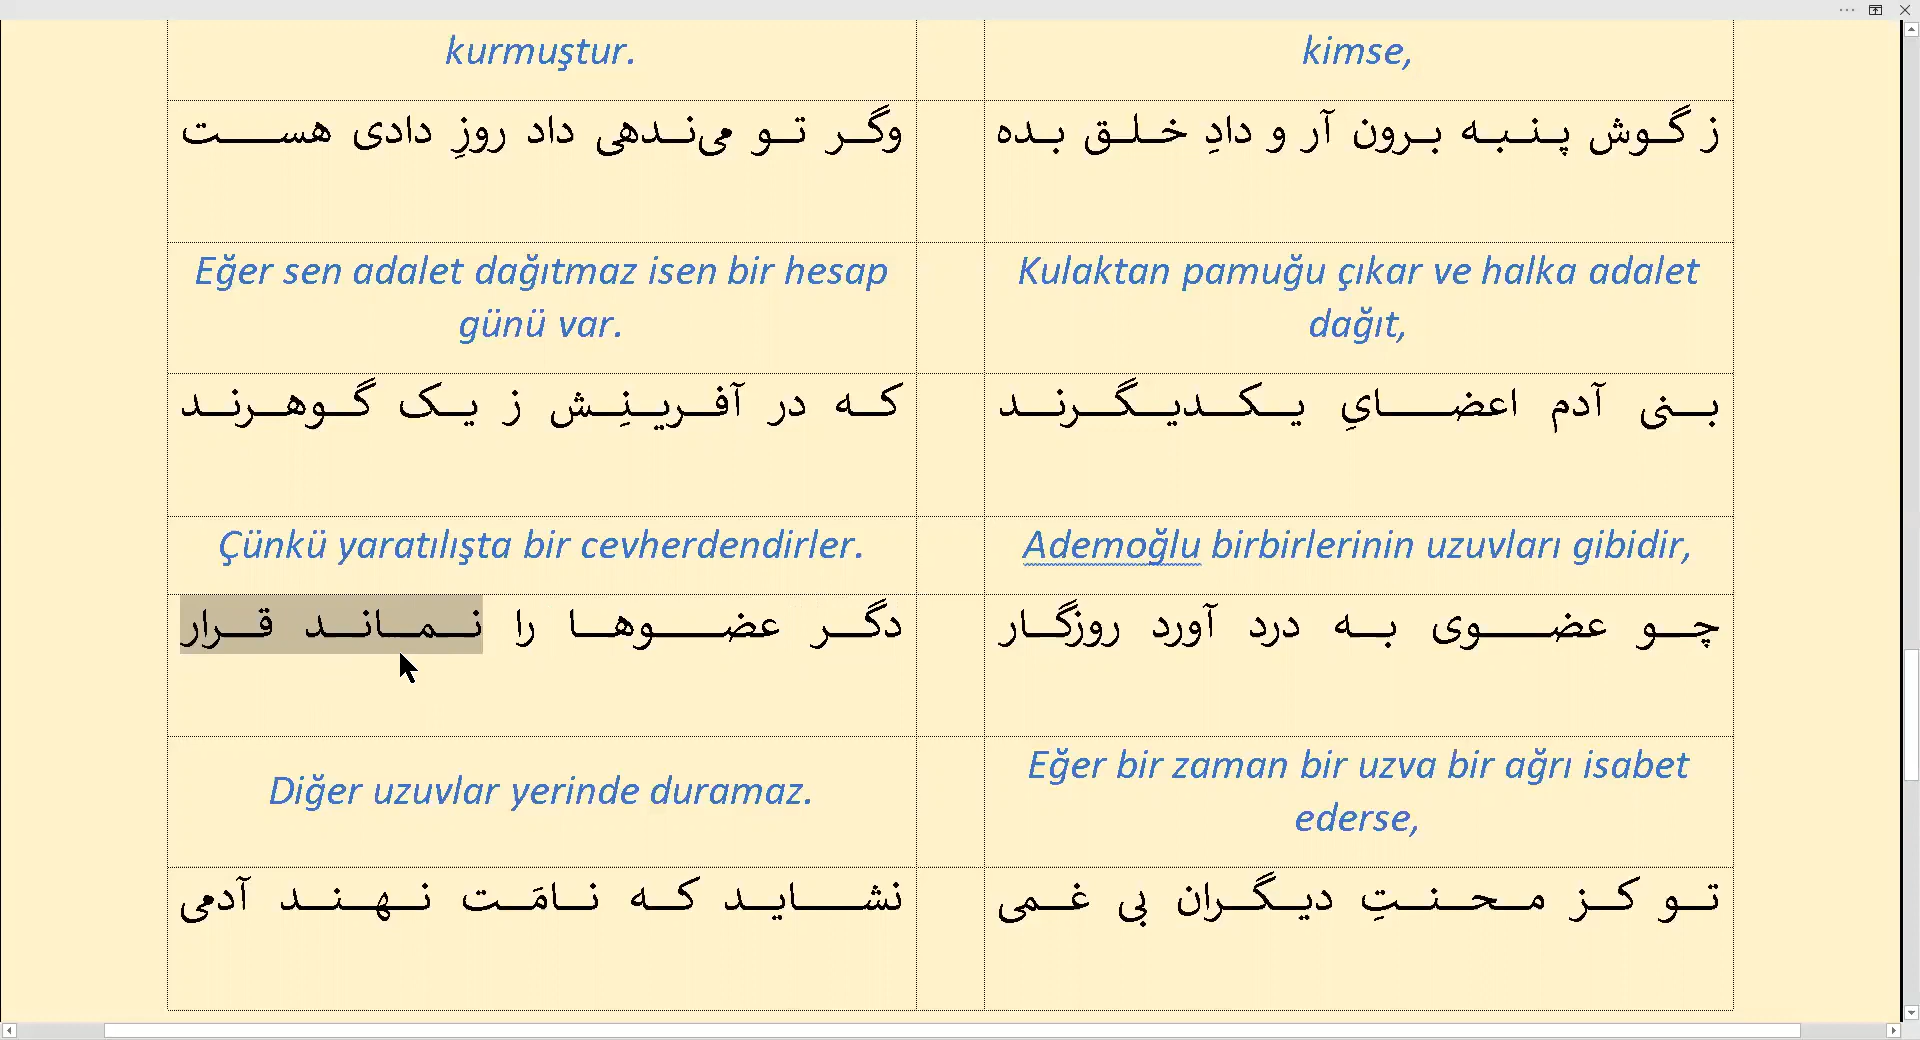 kimse,
kurmuştur.
ز گوش پنبه برون آر و دادِ خلق بده
وگر تو می‌ندهی داد روزِ دادی هست
Kulaktan pamuğu çıkar ve halka adalet
dağıt,
Eğer sen adalet dağıtmaz isen bir hesap
günü var.
بنی آدم اعضایِ یکدیگرند
که در آفرینِش ز یک گوهرند
Ademoğlu birbirlerinin uzuvları gibidir,
Çünkü yaratılışta bir cevherdendirler.
چو عضوی به درد آورد روزگار
دگر عضوها را نماند قرار
Eğer bir zaman bir uzva bir ağrı isabet
ederse,
Diğer uzuvlar yerinde duramaz.
تو کز محنتِ دیگران بی غمی
نشاید که نامَت نهند آدمی